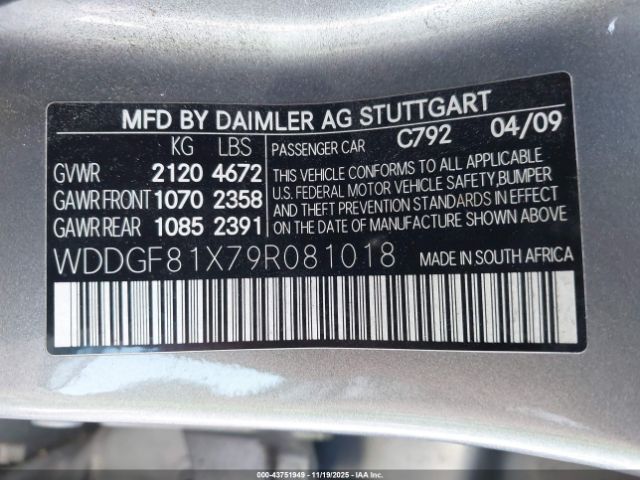 MFD BY DAIMLER AG STUTTGART
KG LBS PASSENGER CAR C792 04/09
GVWR 2120 4672
GAWR FRONT 1070 2358
GAWR REAR 1085 2391
THIS VEHICLE CONFORMS TO ALL APPLICABLE
U.S. FEDERAL MOTOR VEHICLE SAFETY, BUMPER
AND THEFT PREVENTION STANDARDS IN EFFECT
ON THE DATE OF MANUFACTURE SHOWN ABOVE.
WDDGF81X79R081018 MADE IN SOUTH AFRICA
000-43751949 11/19/2025 IAA, Inc.